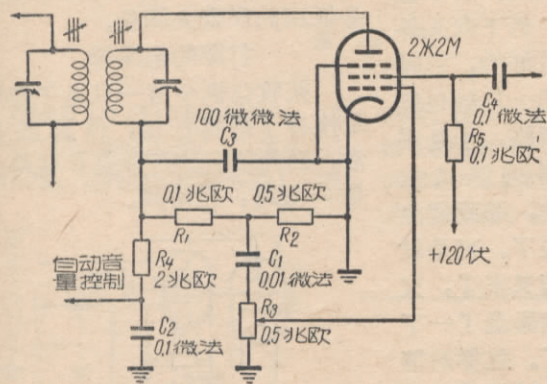 2Ж2М
100微微法
C₃
C₄
0.1微法
R₅
0.1兆欧
0.1兆欧
0.5兆欧
R₁
R₂
+120伏
自动音
量控制
R₄
2兆欧
C₁
0.01微法
R₃
0.5兆欧
C₂
0.1微法